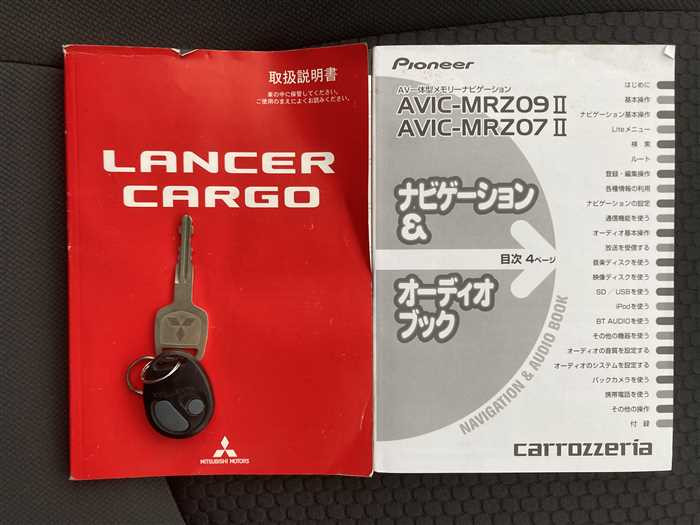 取扱説明書
車の中に保管してください。
ご使用のまえによくお読みください。
LANCER
CARGO
MITSUBISHI MOTORS
Pioneer
AV一体型メモリーナビゲーション
AVIC-MRZ09Ⅱ
AVIC-MRZ07Ⅱ
ナビゲーション
&
目次 4ページ
オーディオ
ブック
NAVIGATION & AUDIO BOOK
はじめに
基本操作
ナビゲーション基本操作
Liteメニュー
検 索
ルート
登録・編集操作
各種情報の利用
ナビゲーションの設定
通信機能を使う
オーディオ基本操作
放送を受信する
音楽ディスクを使う
映像ディスクを使う
SD／USBを使う
iPodを使う
BT AUDIOを使う
その他の機器を使う
オーディオの音質を設定する
オーディオのシステムを設定する
バックカメラを使う
携帯電話を使う
その他の操作
付 録
carrozzeria